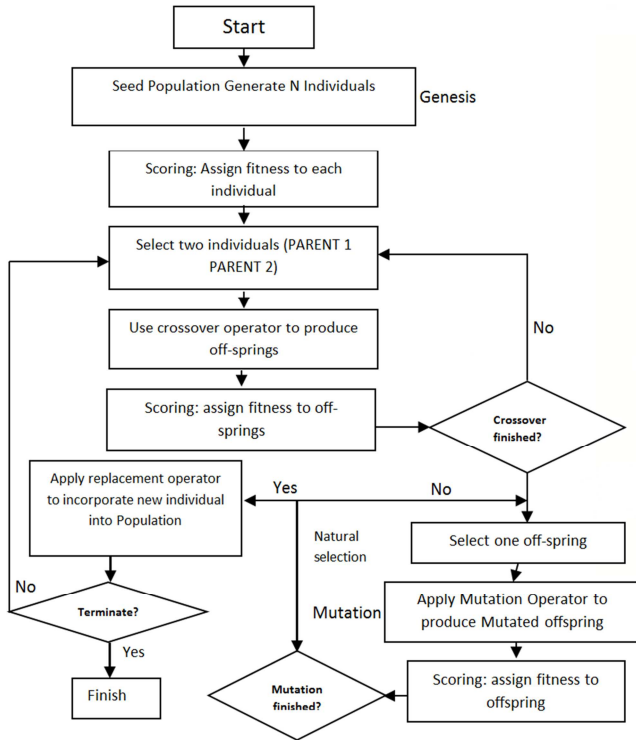 Start
Seed Population Generate N Individuals
Genesis
Scoring: Assign fitness to each
individual
Select two individuals (PARENT 1
PARENT 2)
No
Use crossover operator to produce
off-springs
Scoring: assign fitness to off-
springs
Crossover
finished?
Apply replacement operator
to incorporate new individual
into Population
Yes
No
Natural
selection
Select one off-spring
No
Terminate?
Mutation
Apply Mutation Operator to
produce Mutated offspring
Yes
Finish
Mutation
finished?
Scoring: assign fitness to
offspring